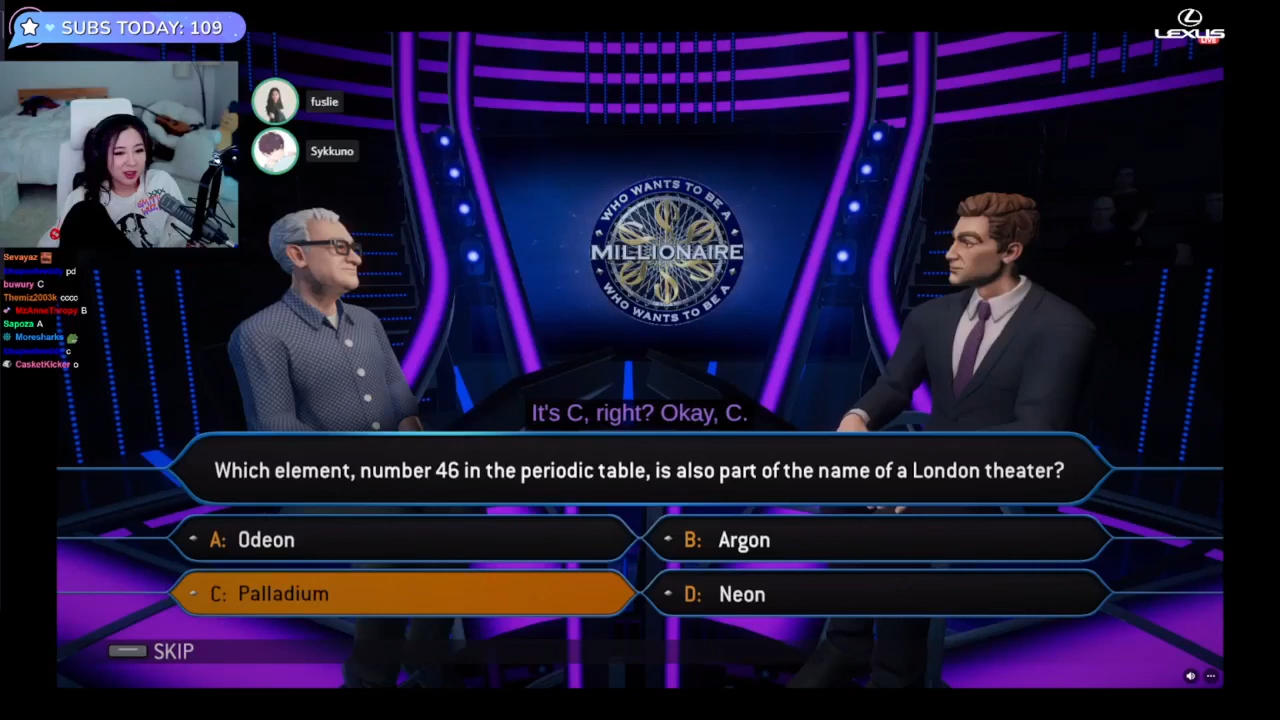 SUBS TODAY: 109
LEXUS
LIVE
fuslie
Sykkuno
Sevayaz
pd
buwury C
Themiz2003k cccc
MzAnneThropy B
Sapoza A
Moresharks
c
CasketKicker o
WHO WANTS TO BE A
MILLIONAIRE
WHO WANTS TO BE A
It's C, right? Okay, C.
Which element, number 46 in the periodic table, is also part of the name of a London theater?
A: Odeon
B: Argon
C: Palladium
D: Neon
SKIP